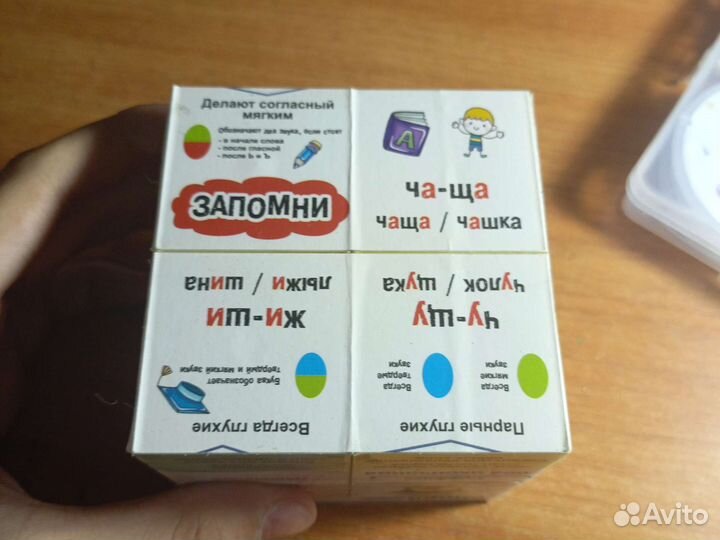 Делают согласный
мягким
Обозначают два звука, если стоят
- в начале слова
- после гласной
- после Ь и Ъ
ЗАПОМНИ
А
ча-ща
чаща / чашка
жи-ши
лыжи / шина
Буква обозначает
твердый и мягкий звуки
Всегда глухие
чу-щу
чулок / щука
Всегда
мягкие
звуки
Всегда
твердые
звуки
Парные глухие
Avito